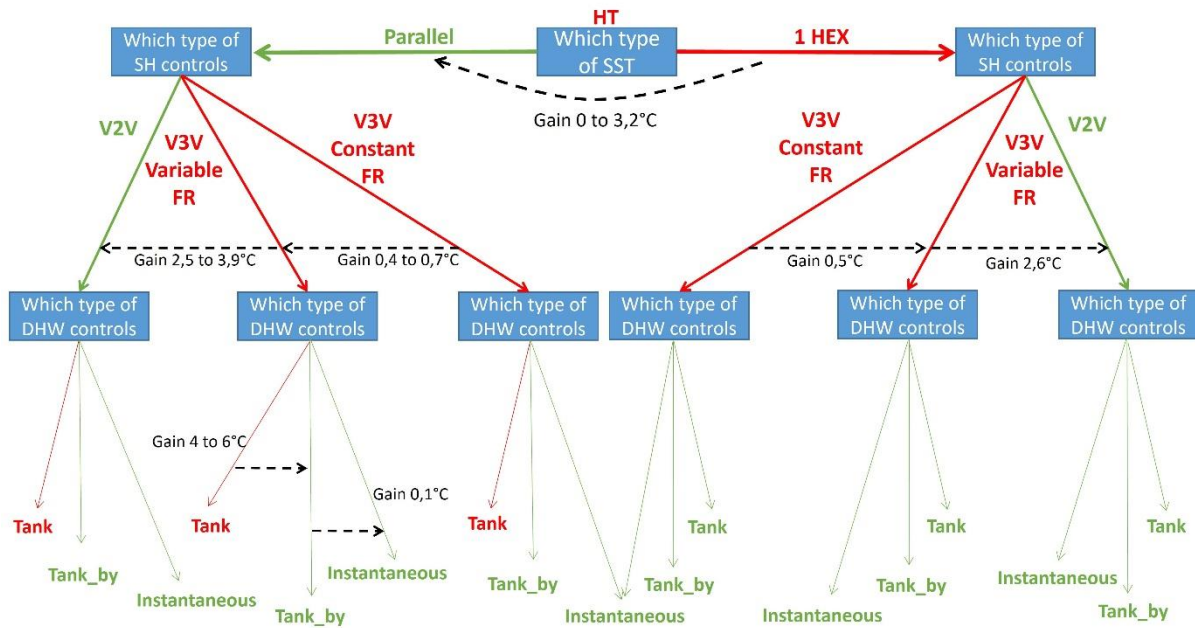 HT
Which type of
SH controls
Parallel
Which type
of SST
1 HEX
Which type of
SH controls
Gain 0 to 3,2°C
V2V
V3V
Variable
FR
V3V
Constant
FR
V3V
Constant
FR
V3V
Variable
FR
V2V
Gain 2,5 to 3,9°C
Gain 0,4 to 0,7°C
Gain 0,5°C
Gain 2,6°C
Which type of
DHW controls
Which type of
DHW controls
Which type of
DHW controls
Which type of
DHW controls
Which type of
DHW controls
Which type of
DHW controls
Gain 4 to 6°C
Gain 0,1°C
Tank
Tank
Tank
Tank
Tank
Tank
Tank_by
Instantaneous
Tank_by
Instantaneous
Tank_by
Instantaneous
Tank_by
Instantaneous
Tank_by
Instantaneous
Tank_by